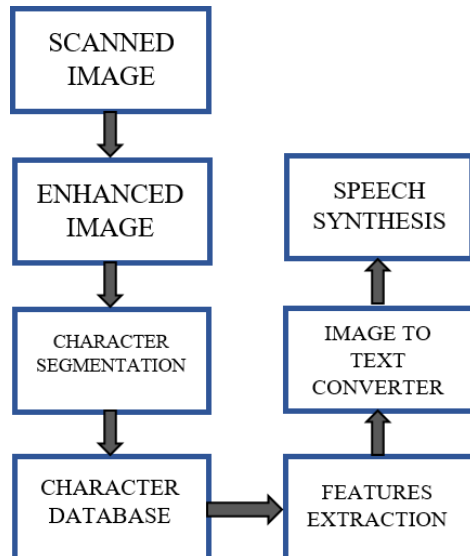 SCANNED
IMAGE
ENHANCED
IMAGE
CHARACTER
SEGMENTATION
CHARACTER
DATABASE
FEATURES
EXTRACTION
IMAGE TO
TEXT
CONVERTER
SPEECH
SYNTHESIS